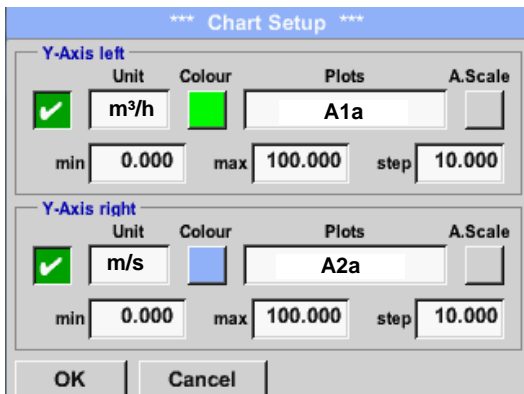 *** Chart Setup ***
Y-Axis left
Unit Colour Plots A.Scale
m³/h A1a
min 0.000 max 100.000 step 10.000
Y-Axis right
Unit Colour Plots A.Scale
m/s A2a
min 0.000 max 100.000 step 10.000
OK Cancel